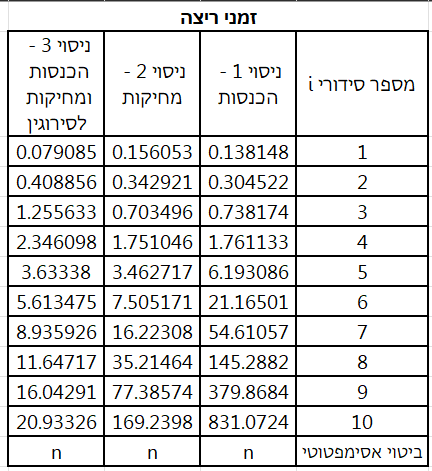 זמני ריצה
מספר סידורי i ניסוי 1 - הכנסות ניסוי 2 - מחיקות ניסוי 3 - הכנסות ומחיקות לסירוגין
1 0.138148 0.156053 0.079085
2 0.304522 0.342921 0.408856
3 0.738174 0.703496 1.255633
4 1.761133 1.751046 2.346098
5 6.193086 3.462717 3.63338
6 21.16501 7.505171 5.613475
7 54.61057 16.22308 8.935926
8 145.2882 35.21464 11.64717
9 379.8684 77.38574 16.04291
10 831.0724 169.2398 20.93326
ביטוי אסימפטוטי n n n